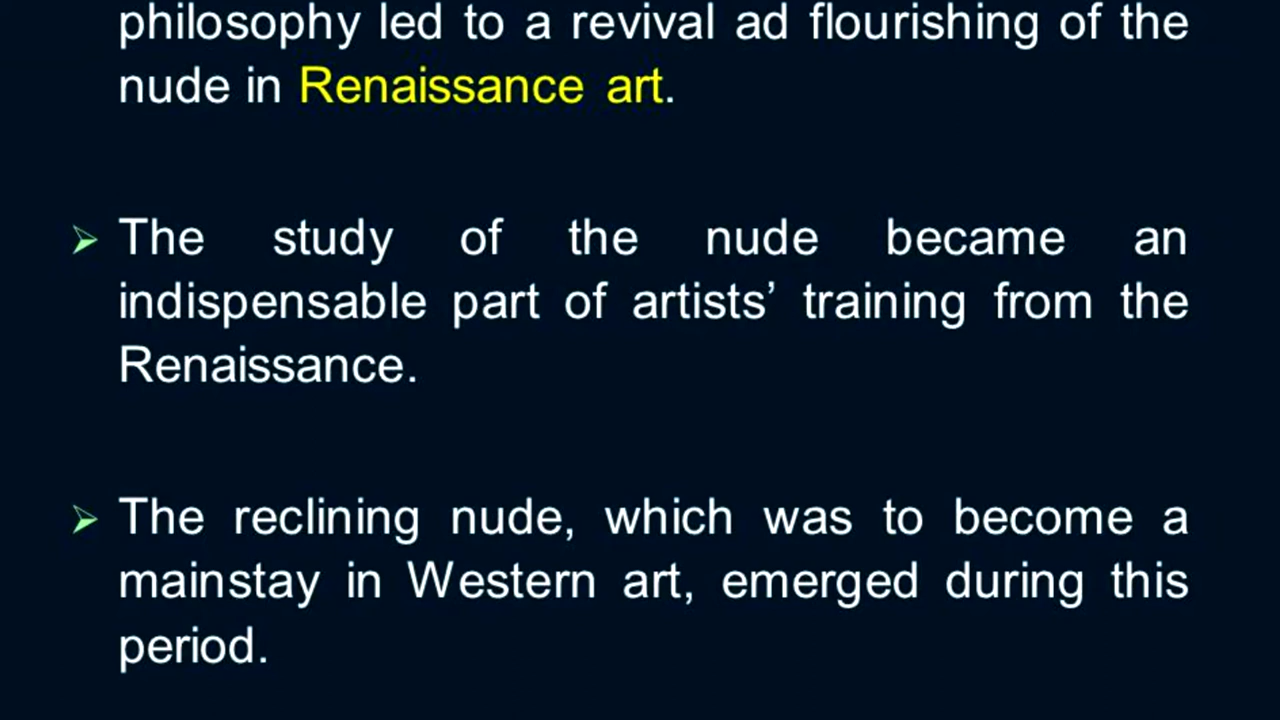 philosophy led to a revival ad flourishing of the
nude in Renaissance art.
The study of the nude became an
indispensable part of artists’ training from the
Renaissance.
The reclining nude, which was to become a
mainstay in Western art, emerged during this
period.